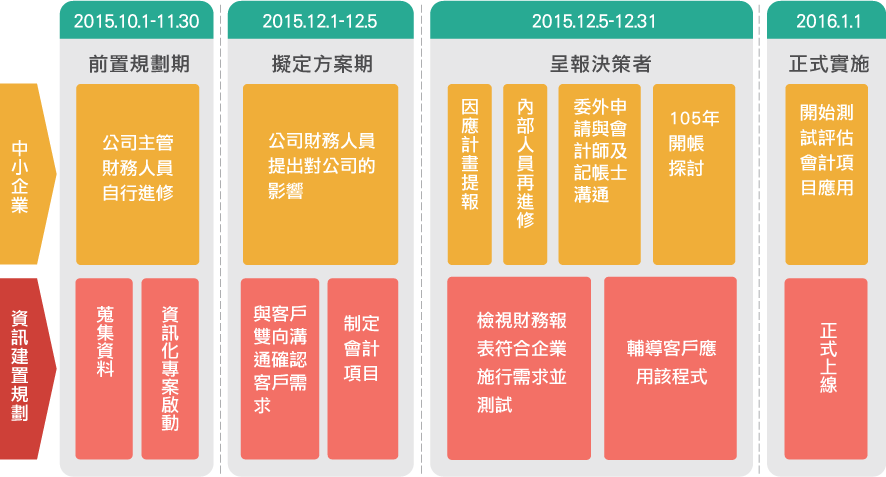 2015.10.1-11.30
2015.12.1-12.5
2015.12.5-12.31
2016.1.1
前置規劃期
擬定方案期
呈報決策者
正式實施
中小企業
公司主管
財務人員
自行進修
公司財務人員
提出對公司的
影響
因應計畫提報
內部人員再進修
委外申
請與會
計師及
記帳士
溝通
105年
開帳
探討
開始測
試評估
會計項
目應用
資訊建置規劃
蒐集資料
資訊化專案啟動
與客戶
雙向溝
通確認
客戶需
求
制定
會計
項目
檢視財務報
表符合企業
施行需求並
測試
輔導客戶應
用該程式
正式上線